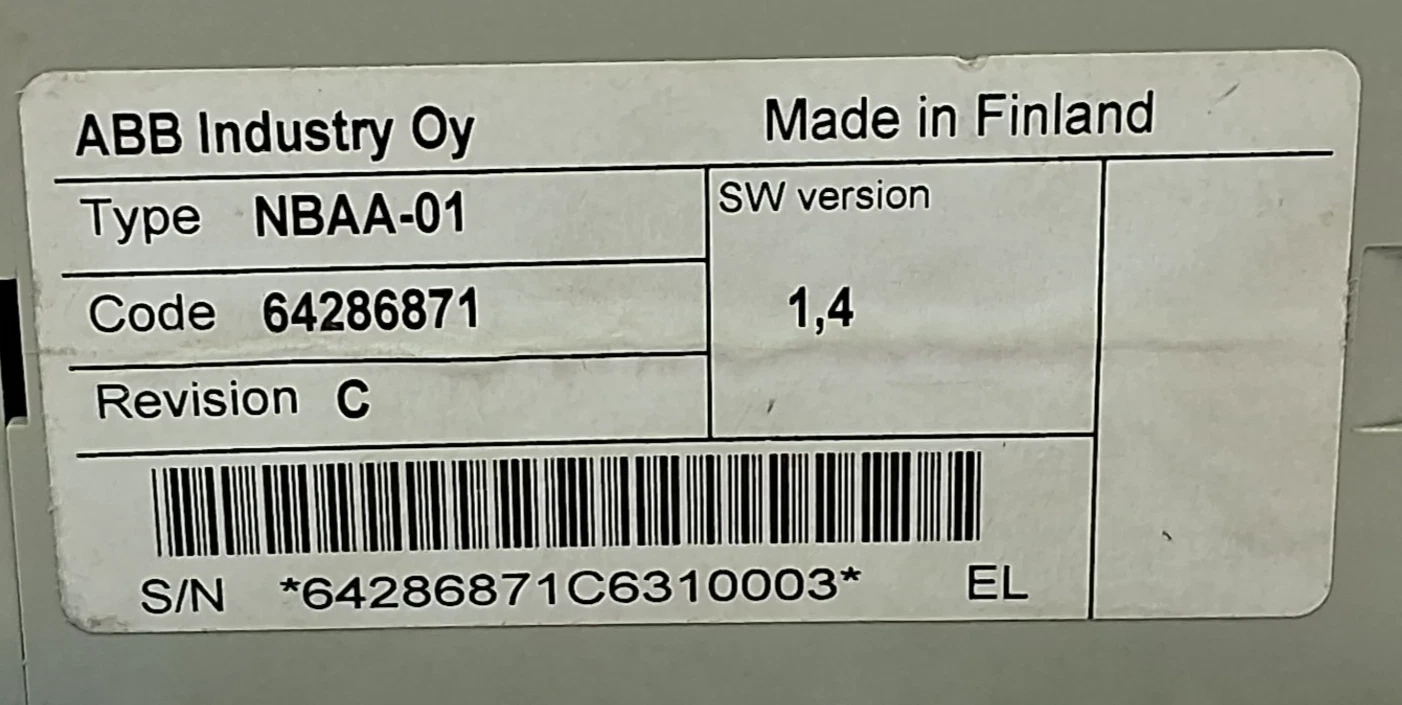 ABB Industry Oy Made in Finland
Type NBAA-01 SW version
Code 64286871 1,4
Revision C
S/N *64286871C6310003* EL